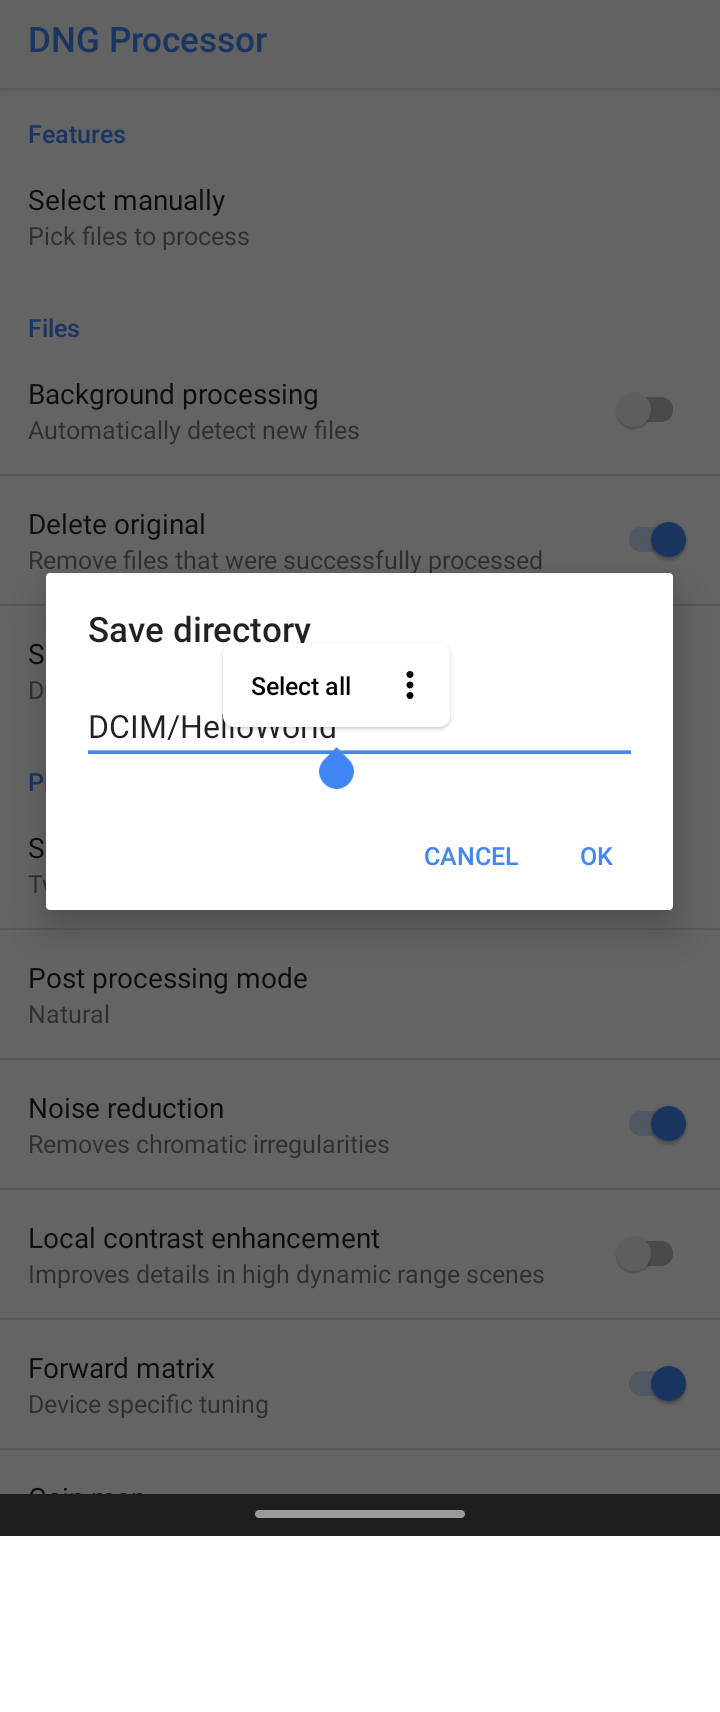 DNG Processor
Features
Select manually
Pick files to process
Files
Background processing
Automatically detect new files
Delete original
Remove files that were successfully processed
Save directory
Select all
DCIM/HelloWorld
CANCEL
OK
Post processing mode
Natural
Noise reduction
Removes chromatic irregularities
Local contrast enhancement
Improves details in high dynamic range scenes
Forward matrix
Device specific tuning